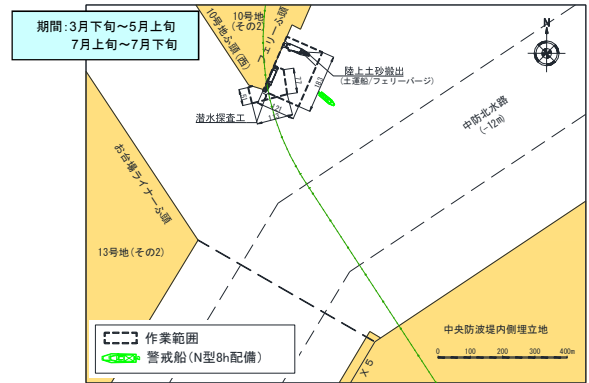 期間：3月下旬～5月上旬
7月上旬～7月下旬
10号地
(その2)
10号地ふ頭(西)
フェリーふ頭
N
陸上土砂搬出
(土運船/フェリーバージ)
77
163
50
121
潜水探査工
中防北水路
(-12m)
お台場ライナーふ頭
13号地(その2)
作業範囲
警戒船(N型8h配備)
X5
中央防波堤内側埋立地
0 100 200 300 400m